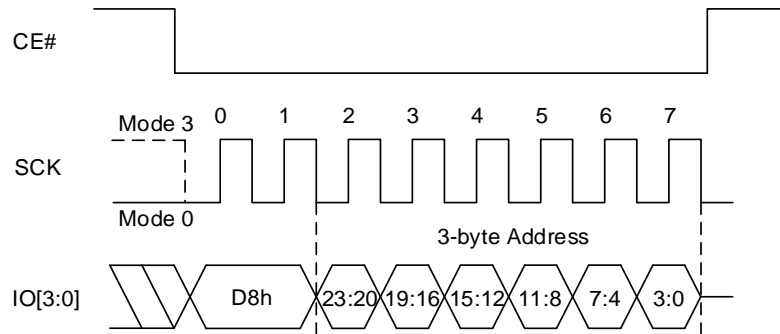 CE#
0 1 2 3 4 5 6 7
Mode 3
SCK
Mode 0
3-byte Address
IO[3:0] D8h 23:20 19:16 15:12 11:8 7:4 3:0